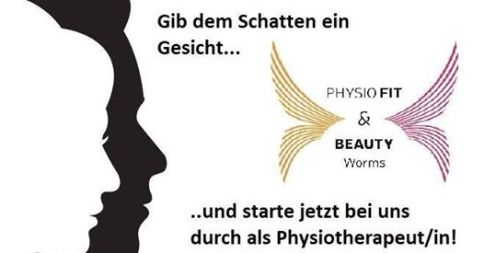 Gib dem Schatten ein
Gesicht...
PHYSIO FIT
&
BEAUTY
Worms
..und starte jetzt bei uns
durch als Physiotherapeut/in!